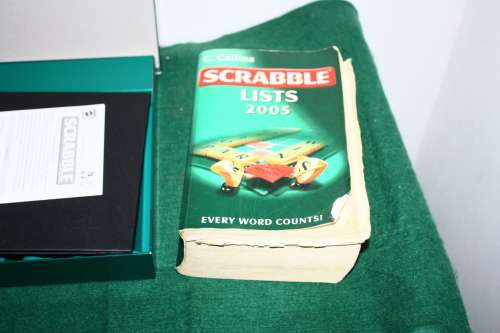 Collins
SCRABBLE
LISTS
2005
EVERY WORD COUNTS!
SCRABBLE